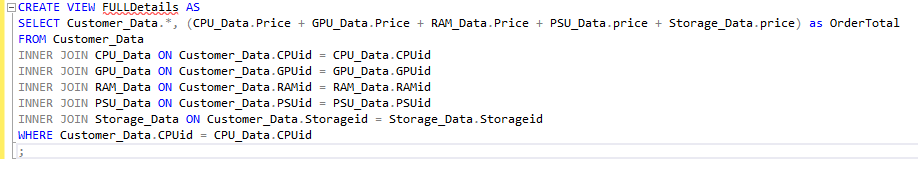 CREATE VIEW FULLDetails AS
SELECT Customer_Data.*, (CPU_Data.Price + GPU_Data.Price + RAM_Data.Price + PSU_Data.price + Storage_Data.price) as OrderTotal
FROM Customer_Data
INNER JOIN CPU_Data ON Customer_Data.CPUid = CPU_Data.CPUid
INNER JOIN GPU_Data ON Customer_Data.GPUid = GPU_Data.GPUid
INNER JOIN RAM_Data ON Customer_Data.RAMid = RAM_Data.RAMid
INNER JOIN PSU_Data ON Customer_Data.PSUid = PSU_Data.PSUid
INNER JOIN Storage_Data ON Customer_Data.Storageid = Storage_Data.Storageid
WHERE Customer_Data.CPUid = CPU_Data.CPUid
;